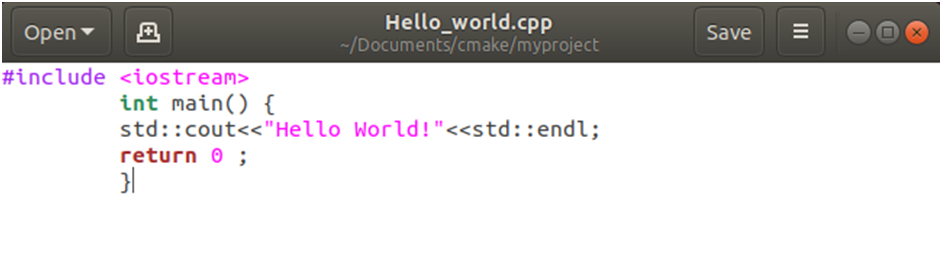 Open
Hello_world.cpp
~/Documents/cmake/myproject
Save
#include <iostream>
int main() {
std::cout<<"Hello World!"<<std::endl;
return 0 ;
}